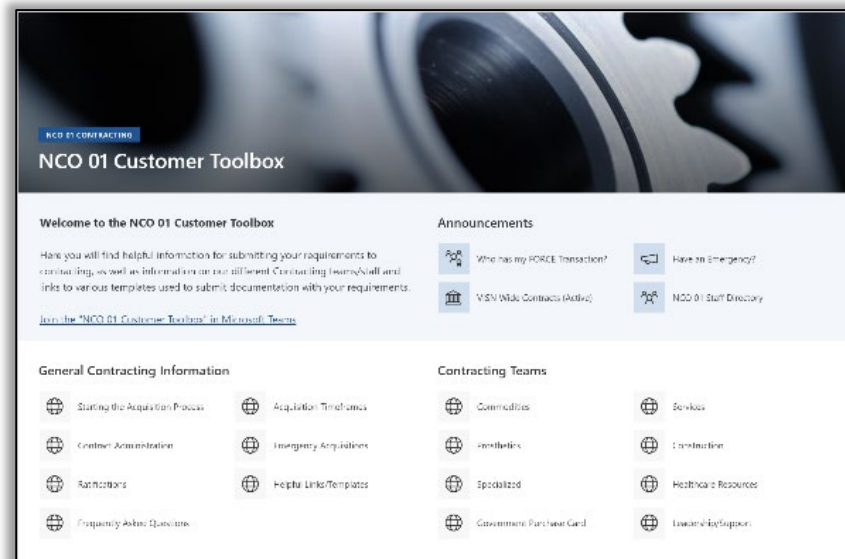 NCO 01 CONTRACTING
NCO 01 Customer Toolbox
Welcome to the NCO 01 Customer Toolbox
Here you will find helpful information for submitting your requirements to
contracting, as well as information on our different Contracting teams/staff and
links to various templates used to submit documentation with your requirements.
Join the "NCO 01 Customer Toolbox" in Microsoft Teams
Announcements
Who has my FORCE Transaction?
Have an Emergency?
VISN Wide Contracts (Active)
NCO 01 Staff Directory
General Contracting Information
Starting the Acquisition Process
Acquisition Timeframes
Contract Administration
Emergency Acquisitions
Ratifications
Helpful Links/Templates
Frequently Asked Questions
Contracting Teams
Commodities
Services
Prosthetics
Construction
Specialized
Healthcare Resources
Government Purchase Card
Leadership/Support